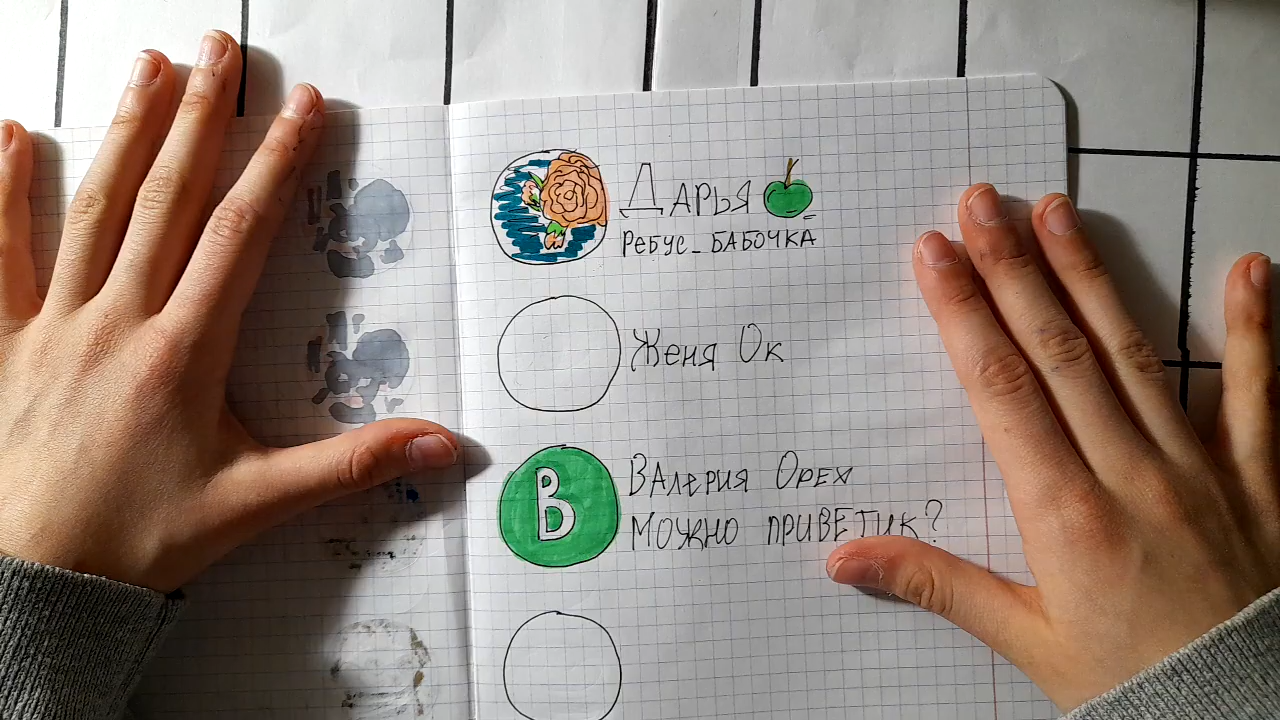 Дарья
Ребус_бабочка
Женя Ок
В
Валерия Орех
можно приветик?